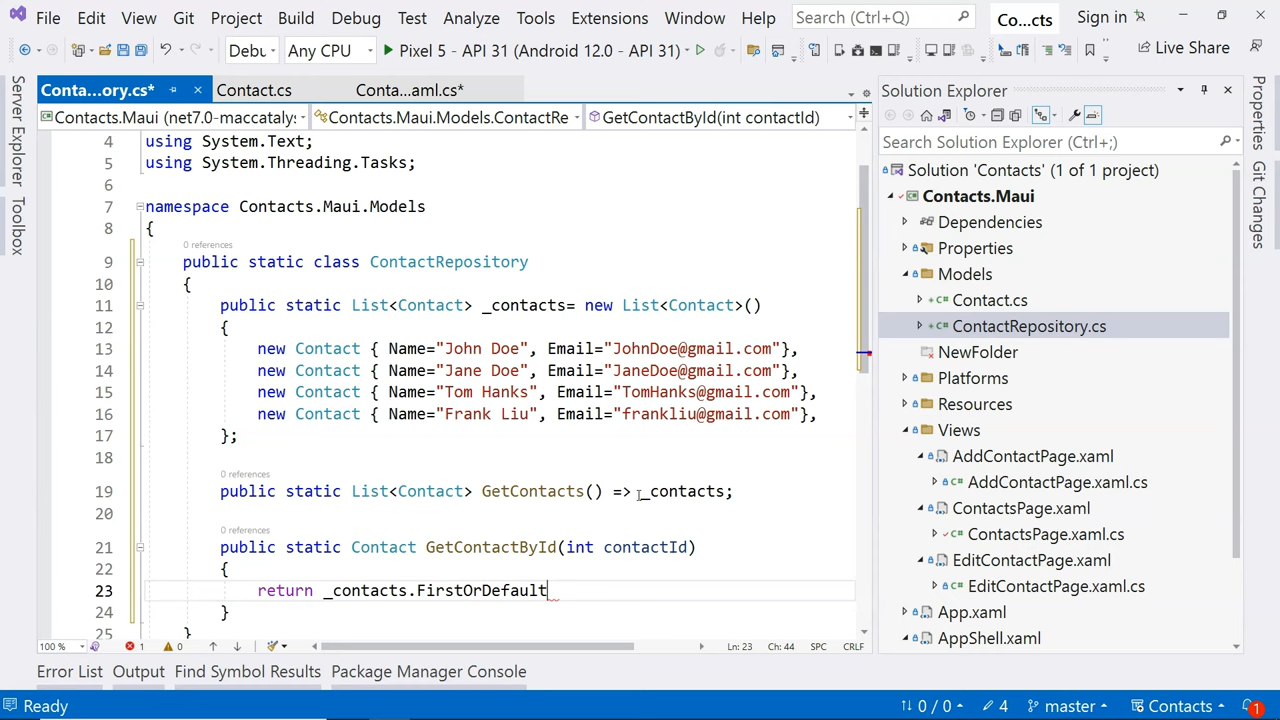 File Edit View Git Project Build Debug Test Analyze Tools Extensions Window Help Search (Ctrl+Q) Co...cts Sign in
Debu Any CPU Pixel 5 - API 31 (Android 12.0 - API 31) Live Share
Conta...ory.cs* Contact.cs Conta...aml.cs*
Contacts.Maui (net7.0-maccatalys Contacts.Maui.Models.ContactRe GetContactById(int contactId)
4 using System.Text;
5 using System.Threading.Tasks;
6
7 namespace Contacts.Maui.Models
8 {
0 references
9 public static class ContactRepository
10 {
11 public static List<Contact> _contacts= new List<Contact>()
12 {
13 new Contact { Name="John Doe", Email="JohnDoe@gmail.com"},
14 new Contact { Name="Jane Doe", Email="JaneDoe@gmail.com"},
15 new Contact { Name="Tom Hanks", Email="TomHanks@gmail.com"},
16 new Contact { Name="Frank Liu", Email="frankliu@gmail.com"},
17 };
18
0 references
19 public static List<Contact> GetContacts() => _contacts;
20
0 references
21 public static Contact GetContactById(int contactId)
22 {
23 return _contacts.FirstOrDefault
24 }
25 }
100 % 1 0 Ln: 23 Ch: 44 SPC CRLF
Server Explorer
Toolbox
Solution Explorer
Search Solution Explorer (Ctrl+;)
Solution 'Contacts' (1 of 1 project)
Contacts.Maui
Dependencies
Properties
Models
Contact.cs
ContactRepository.cs
NewFolder
Platforms
Resources
Views
AddContactPage.xaml
AddContactPage.xaml.cs
ContactsPage.xaml
ContactsPage.xaml.cs
EditContactPage.xaml
EditContactPage.xaml.cs
App.xaml
AppShell.xaml
Properties
Git Changes
Error List Output Find Symbol Results Package Manager Console
Ready 0 / 0 4 master Contacts 1